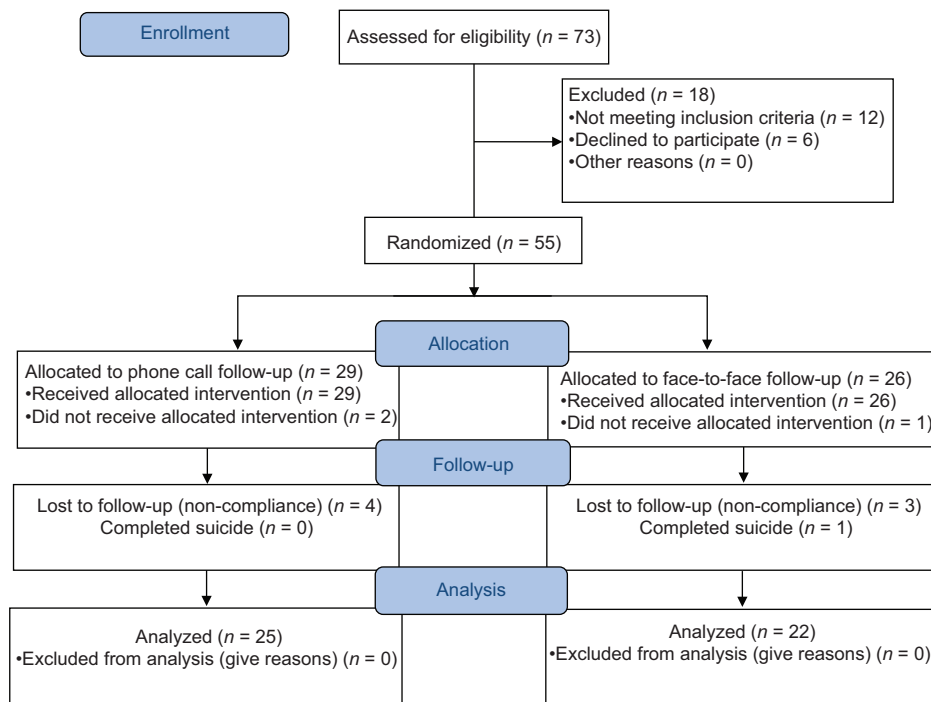 Enrollment
Assessed for eligibility (n = 73)
Excluded (n = 18)
•Not meeting inclusion criteria (n = 12)
•Declined to participate (n = 6)
•Other reasons (n = 0)
Randomized (n = 55)
Allocation
Allocated to phone call follow-up (n = 29)
•Received allocated intervention (n = 29)
•Did not receive allocated intervention (n = 2)
Allocated to face-to-face follow-up (n = 26)
•Received allocated intervention (n = 26)
•Did not receive allocated intervention (n = 1)
Follow-up
Lost to follow-up (non-compliance) (n = 4)
Completed suicide (n = 0)
Lost to follow-up (non-compliance) (n = 3)
Completed suicide (n = 1)
Analysis
Analyzed (n = 25)
•Excluded from analysis (give reasons) (n = 0)
Analyzed (n = 22)
•Excluded from analysis (give reasons) (n = 0)